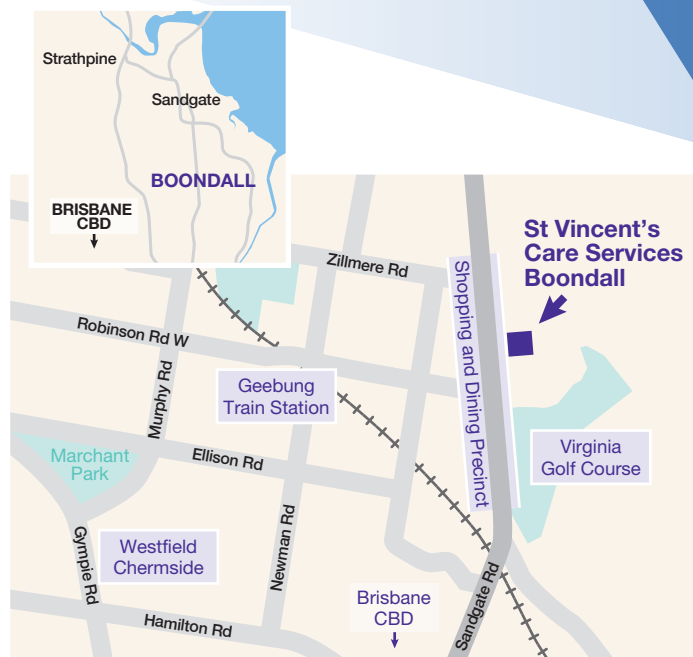 Strathpine
Sandgate
BOONDALL
BRISBANE
CBD
St Vincent's
Care Services
Boondall
Zillmere Rd
Shopping and Dining Precinct
Robinson Rd W
Murphy Rd
Geebung
Train Station
Marchant
Park
Ellison Rd
Virginia
Golf Course
Gympie Rd
Westfield
Chermside
Newman Rd
Brisbane
CBD
Sandgate Rd
Hamilton Rd